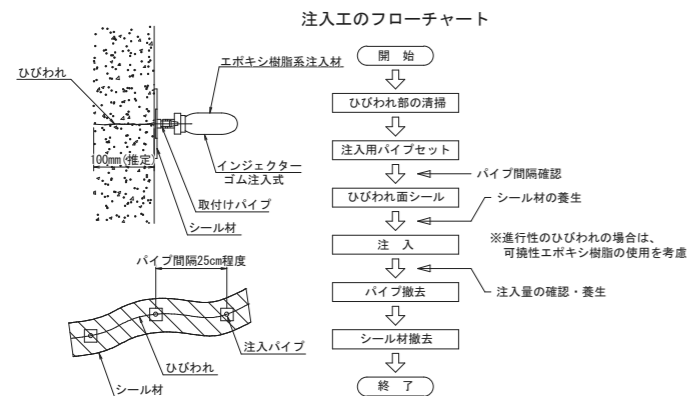 注入工のフローチャート
ひびわれ
エポキシ樹脂系注入材
100mm(推定)
インジェクター
ゴム注入式
取付けパイプ
シール材
パイプ間隔25cm程度
注入パイプ
ひびわれ
シール材
開　始
ひびわれ部の清掃
注入用パイプセット
パイプ間隔確認
ひびわれ面シール
シール材の養生
注　入
※進行性のひびわれの場合は、
可撓性エポキシ樹脂の使用を考慮
注入量の確認・養生
パイプ撤去
シール材撤去
終　了